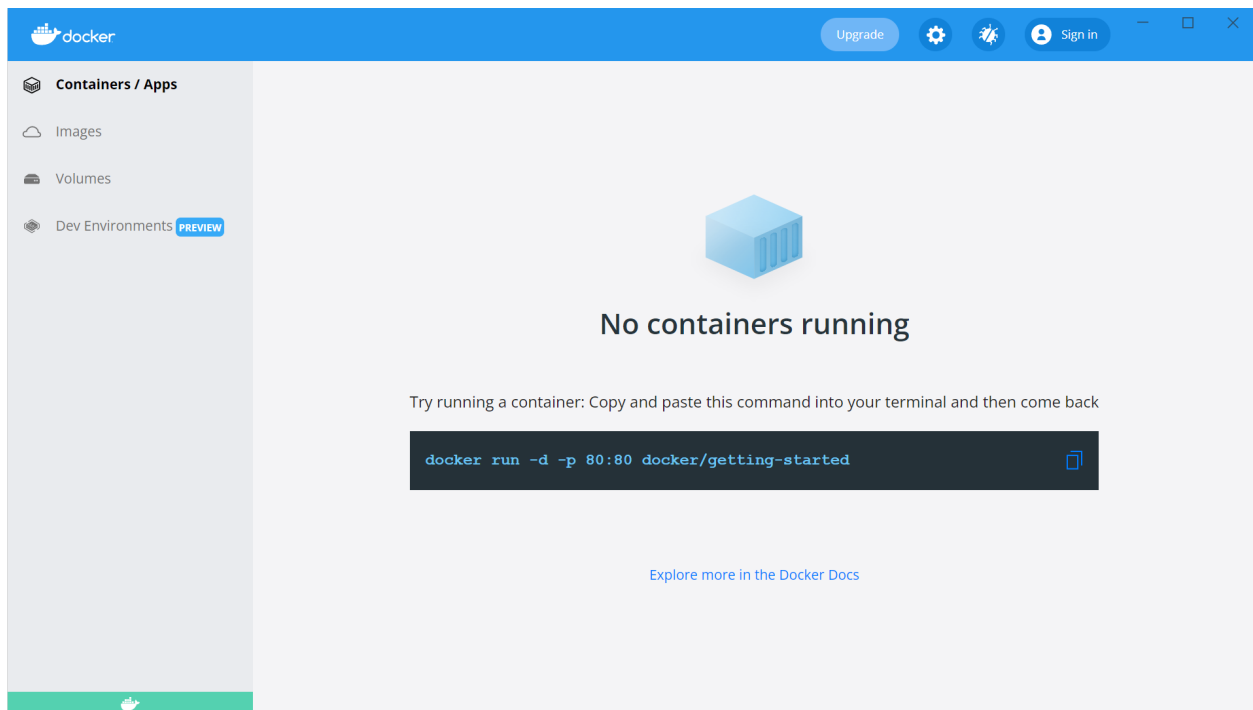 docker
Upgrade
Sign in
Containers / Apps
Images
Volumes
Dev Environments PREVIEW
No containers running
Try running a container: Copy and paste this command into your terminal and then come back
docker run -d -p 80:80 docker/getting-started
Explore more in the Docker Docs